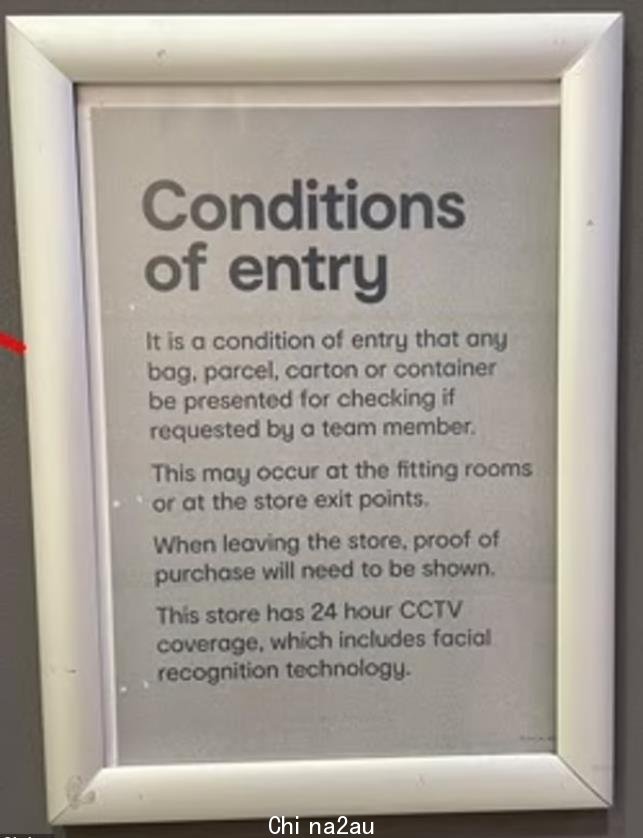 Conditions
of entry
It is a condition of entry that any
bag, parcel, carton or container
be presented for checking if
requested by a team member.
This may occur at the fitting rooms
or at the store exit points.
When leaving the store, proof of
purchase will need to be shown.
This store has 24 hour CCTV
coverage, which includes facial
recognition technology.
Chi na2au